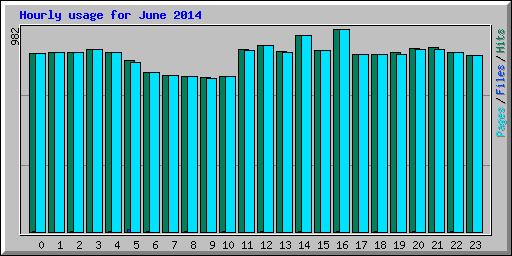 Hourly usage for June 2014
982
Pages/Files/Hits
0 1 2 3 4 5 6 7 8 9 10 11 12 13 14 15 16 17 18 19 20 21 22 23